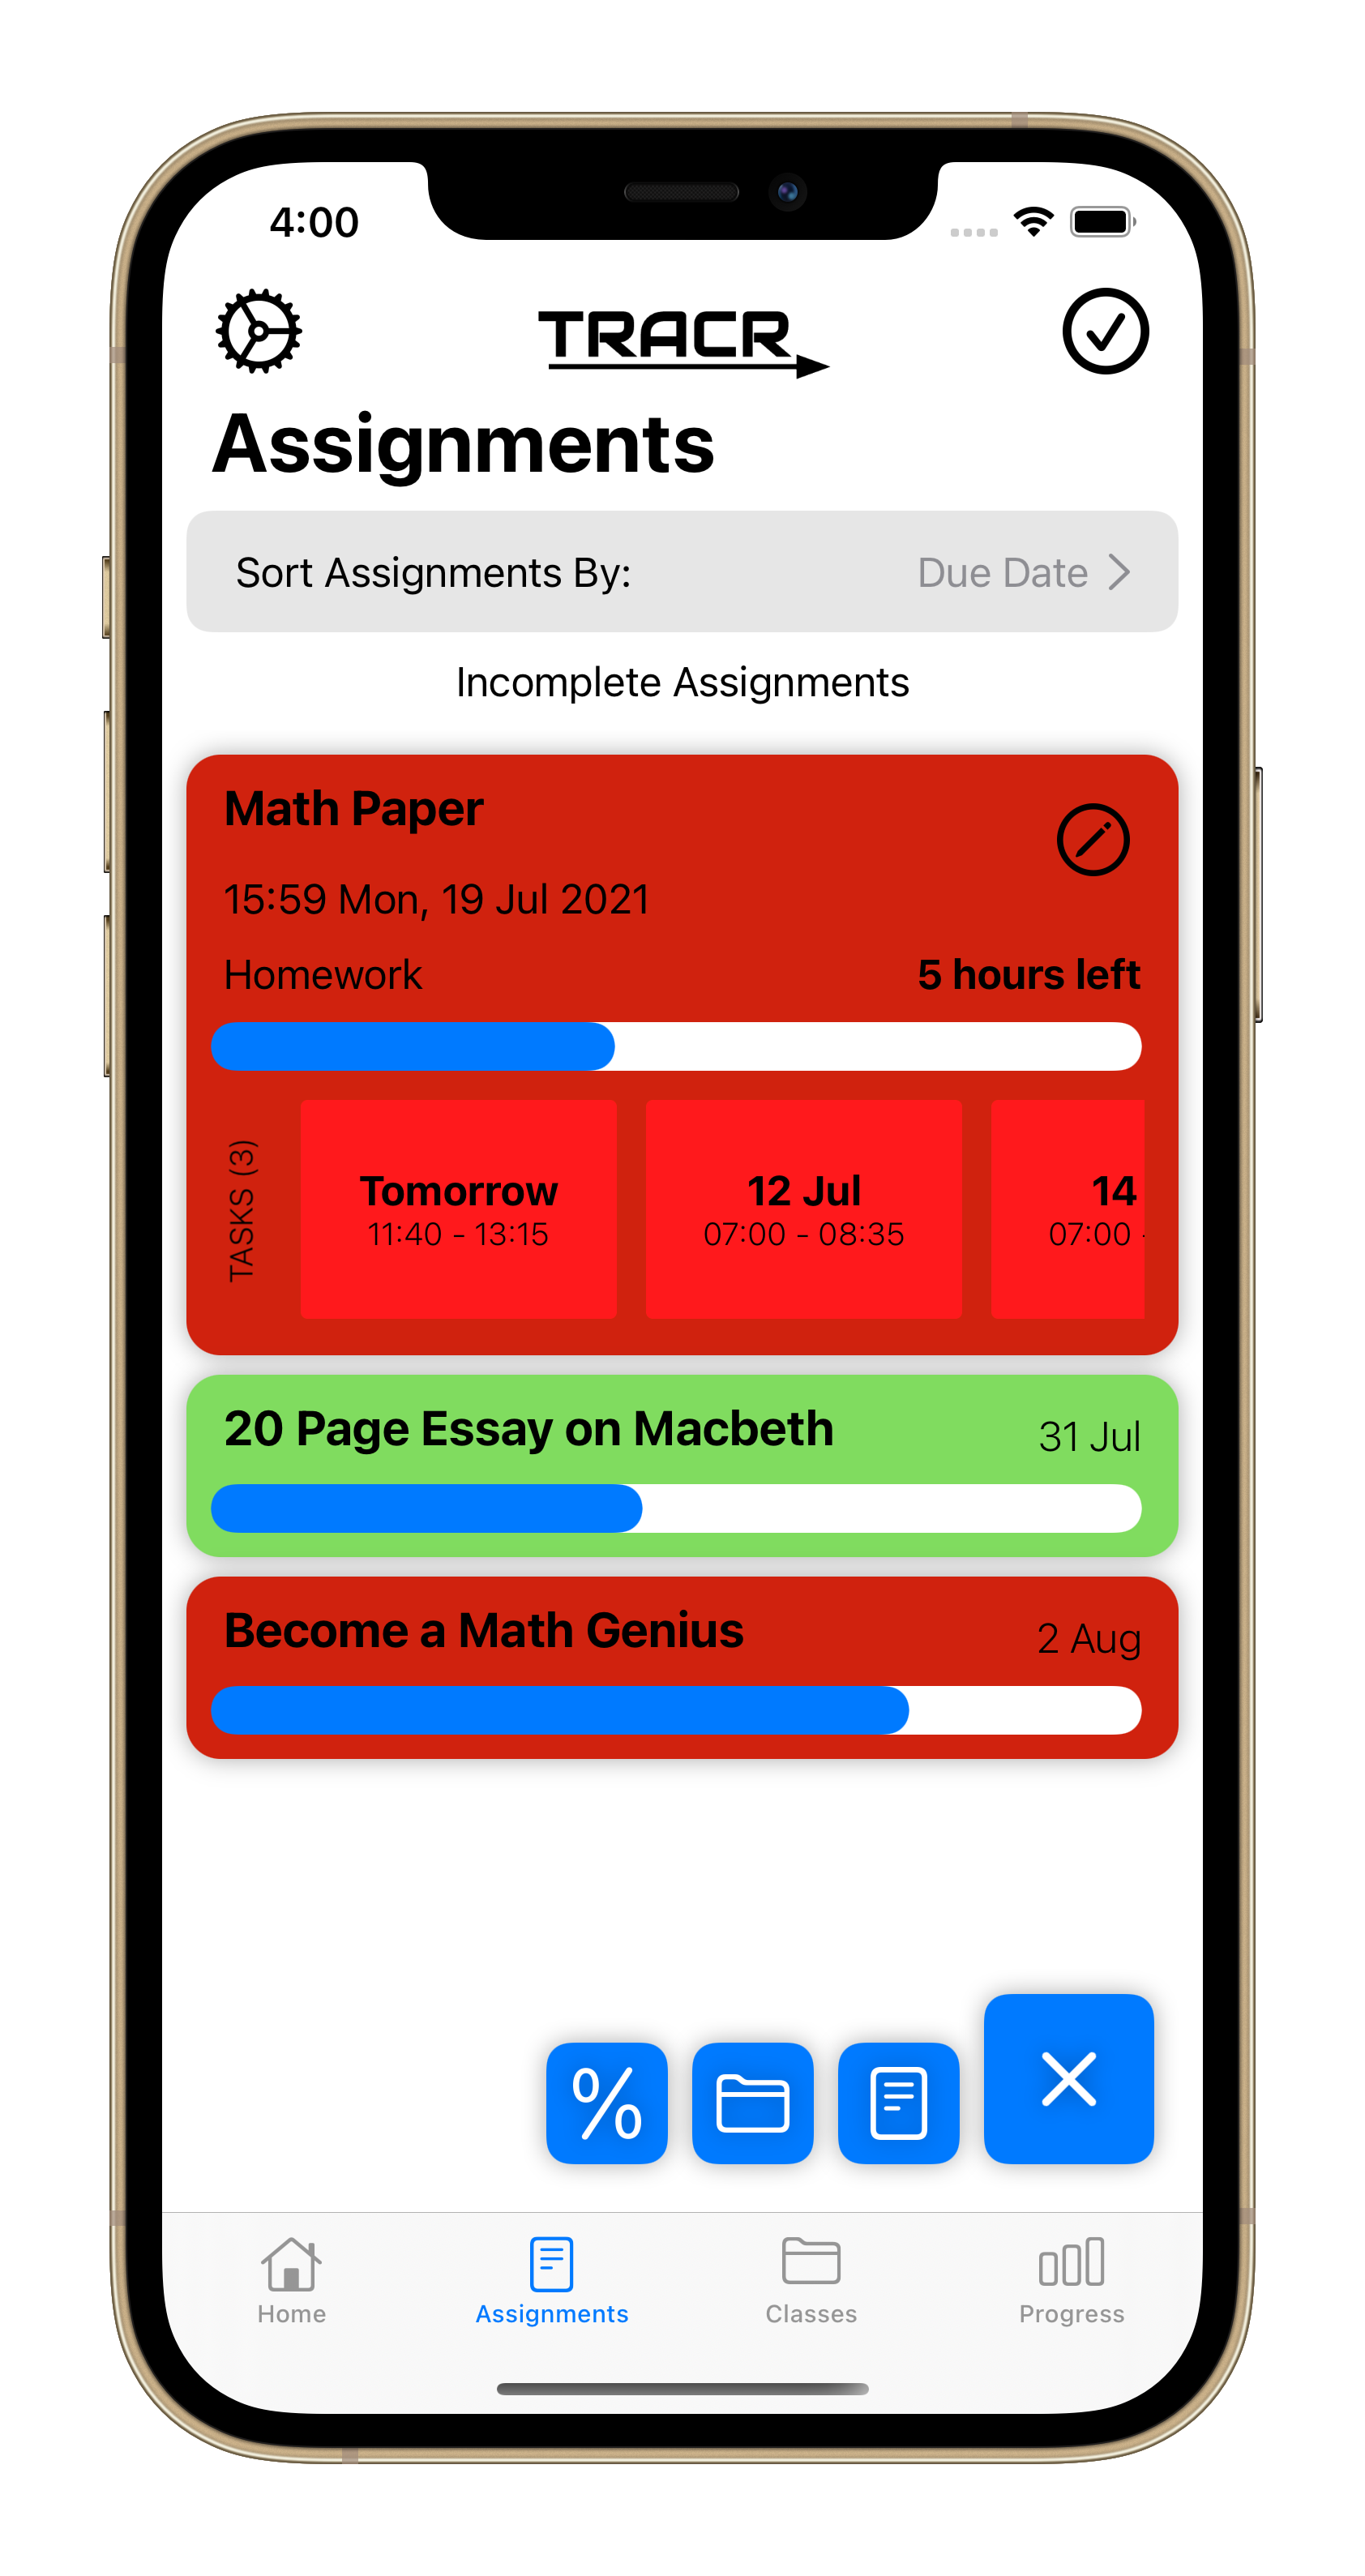 4:00
TRACR
Assignments
Sort Assignments By: Due Date
Incomplete Assignments
Math Paper
15:59 Mon, 19 Jul 2021
Homework 5 hours left
TASKS (3)
Tomorrow
11:40 - 13:15
12 Jul
07:00 - 08:35
14
07:00 -
20 Page Essay on Macbeth 31 Jul
Become a Math Genius 2 Aug
%
Home Assignments Classes Progress